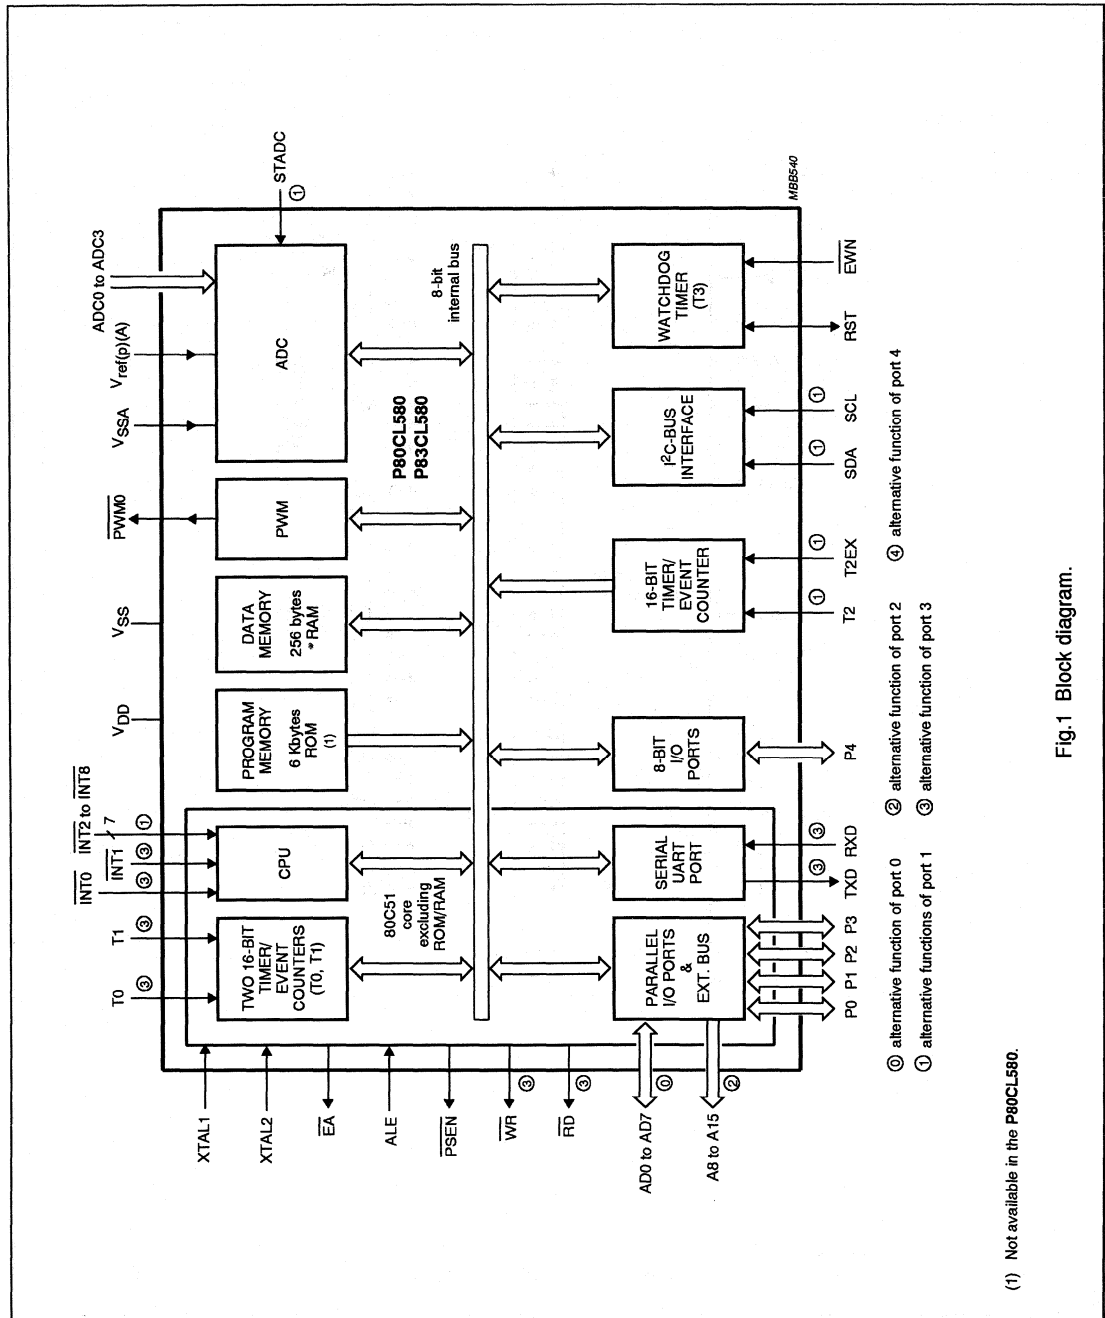 T0
③
T1
③
INT0
③
INT1
③
INT2 to INT8
7
①
VDD
VSS
PWM0
VSSA
Vref(p)(A)
ADC0 to ADC3
STADC
①
TWO 16-BIT
TIMER/
EVENT
COUNTERS
(T0, T1)
CPU
PROGRAM
MEMORY
6 Kbytes
ROM
(1)
DATA
MEMORY
256 bytes
RAM
PWM
ADC
XTAL1
XTAL2
EA
ALE
PSEN
WR
③
RD
③
AD0 to AD7
⓪
A8 to A15
②
80C51
core
excluding
ROM/RAM
P80CL580
P83CL580
8-bit
internal bus
PARALLEL
I/O PORTS
&
EXT. BUS
SERIAL
UART
PORT
8-BIT
I/O
PORTS
16-BIT
TIMER/
EVENT
COUNTER
I²C-BUS
INTERFACE
WATCHDOG
TIMER
(T3)
③
③
①
①
①
①
P0
P1
P2
P3
TXD
RXD
P4
T2
T2EX
SDA
SCL
RST
EWN
MBB540
⓪ alternative function of port 0
① alternative functions of port 1
② alternative function of port 2
③ alternative function of port 3
④ alternative function of port 4
(1) Not available in the P80CL580.
Fig.1 Block diagram.